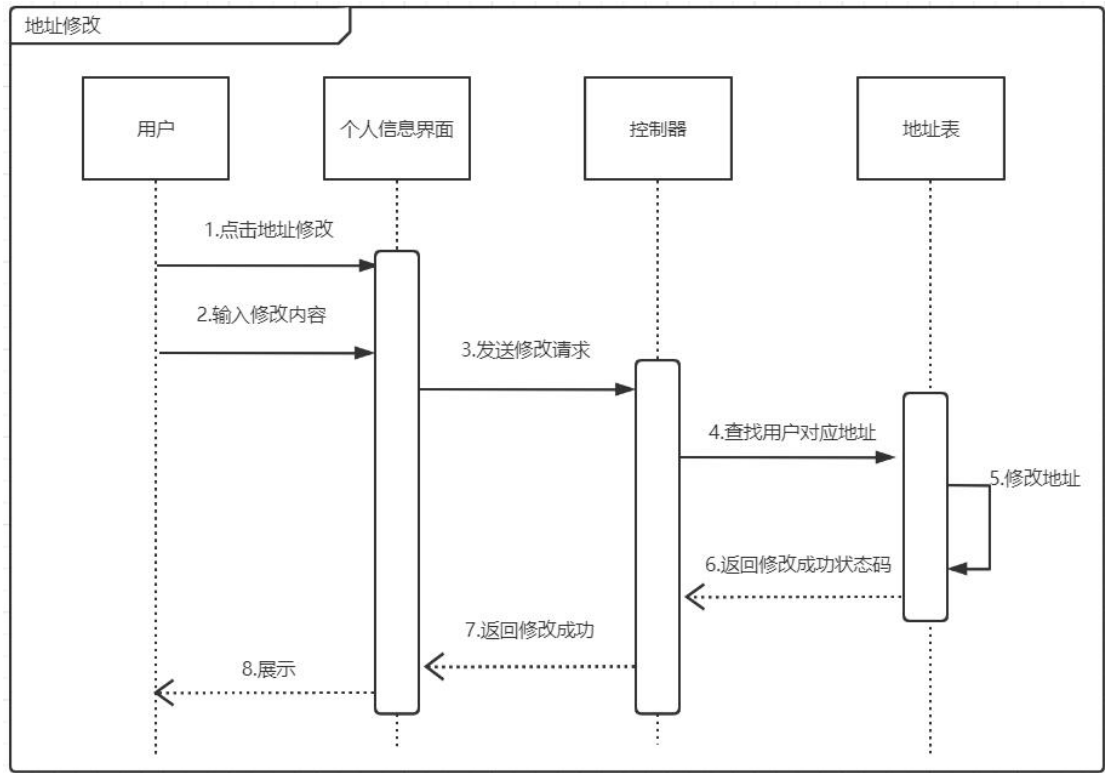 地址修改
用户
个人信息界面
控制器
地址表
1.点击地址修改
2.输入修改内容
3.发送修改请求
4.查找用户对应地址
5.修改地址
6.返回修改成功状态码
7.返回修改成功
8.展示